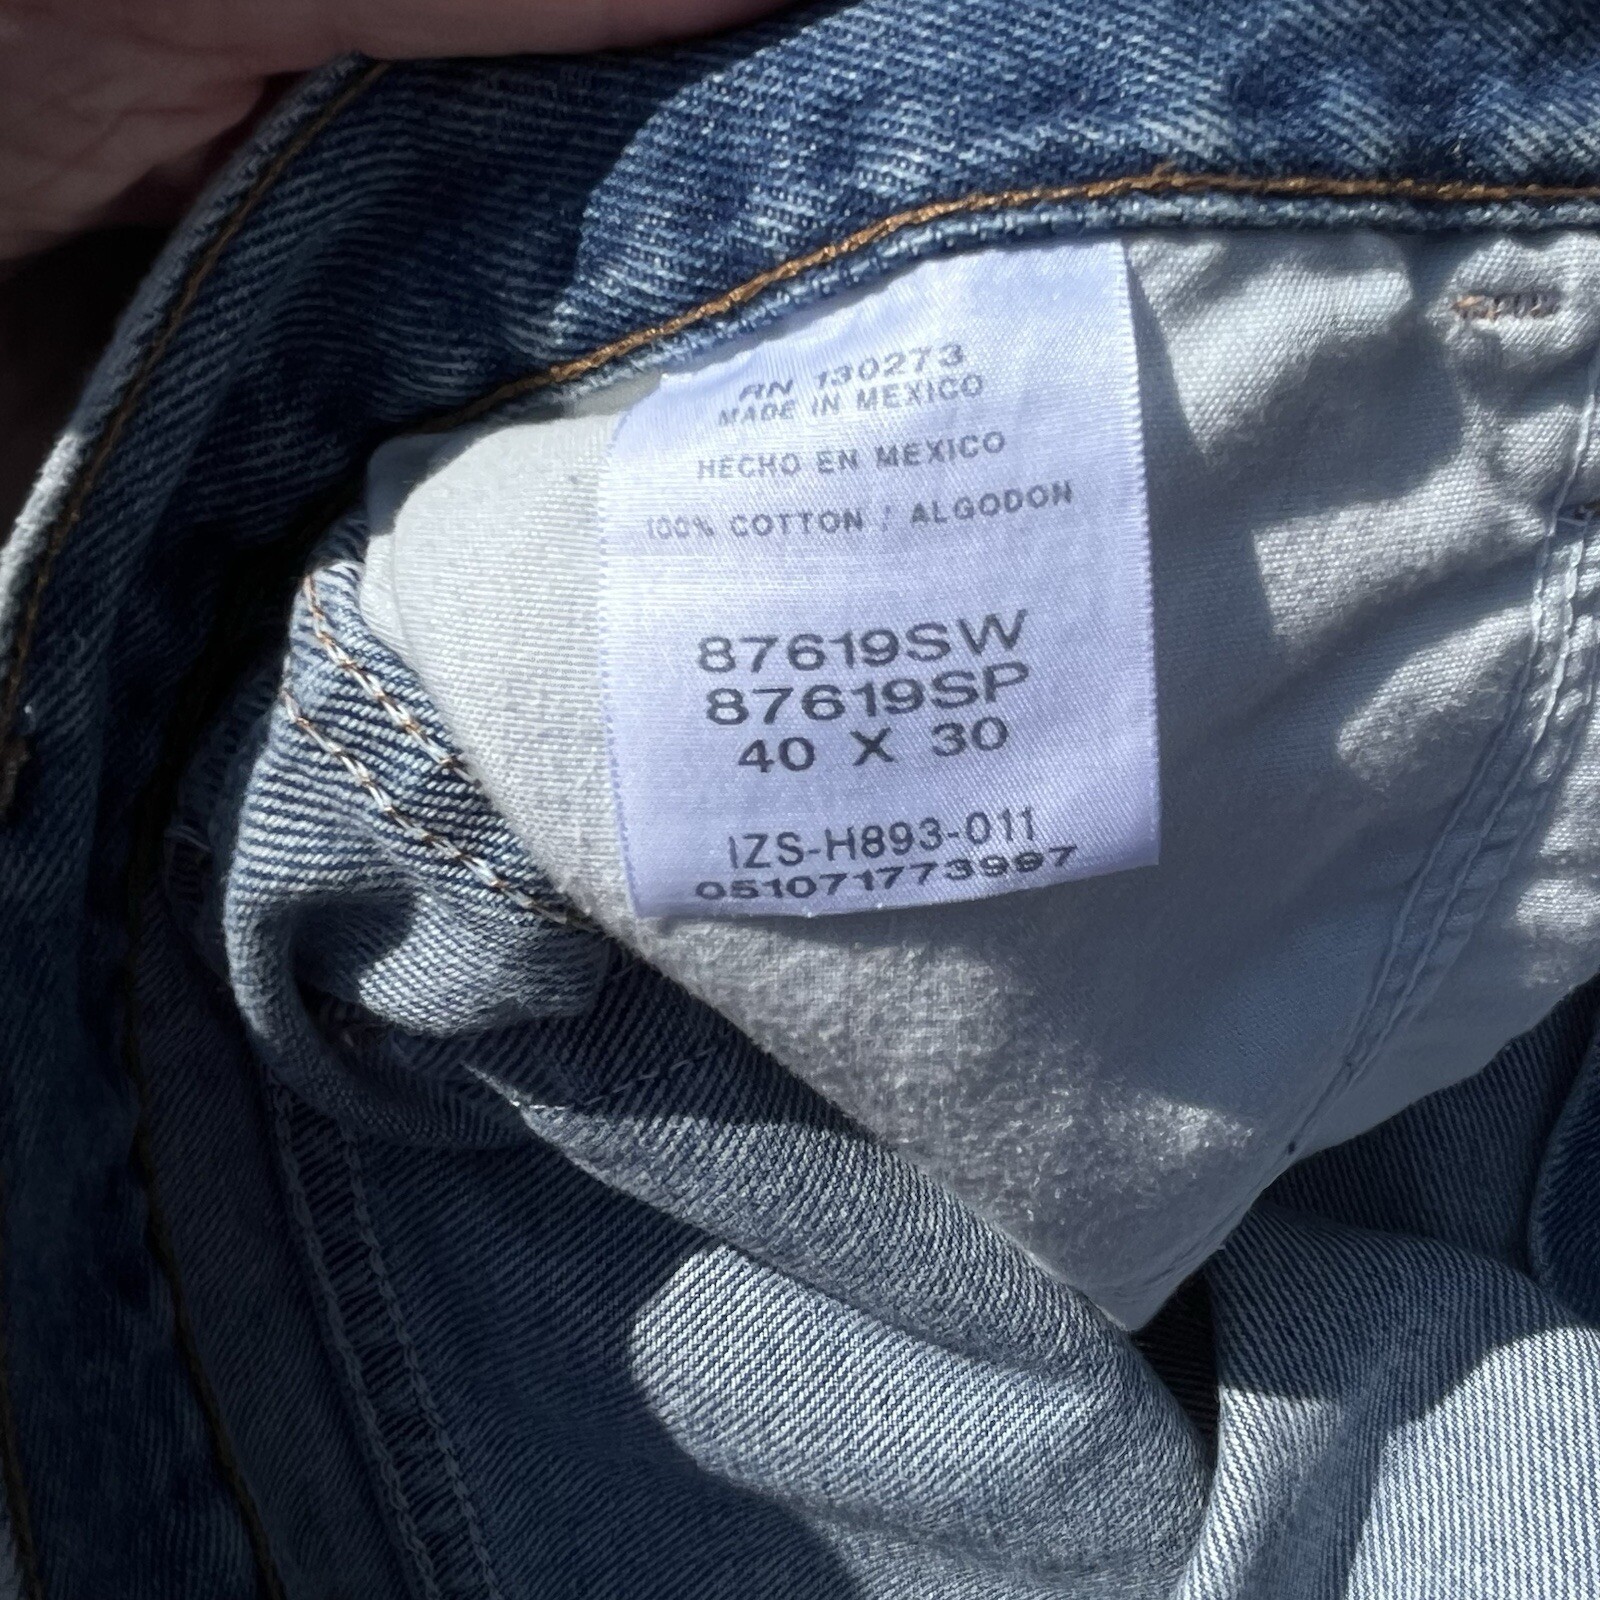 RN 130273
MADE IN MEXICO
HECHO EN MEXICO
100% COTTON / ALGODON
87619SW
87619SP
40 X 30
IZS-H893-011
051071773997